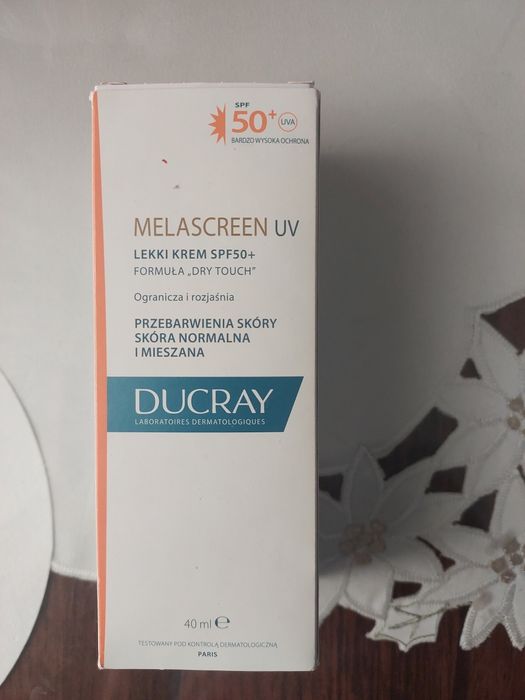 SPF
50+ UVA
BARDZO WYSOKA OCHRONA
MELASCREEN UV
LEKKI KREM SPF50+
FORMUŁA „DRY TOUCH"
Ogranicza i rozjaśnia
PRZEBARWIENIA SKÓRY
SKÓRA NORMALNA
I MIESZANA
DUCRAY
LABORATOIRES DERMATOLOGIQUES
40 ml ℮
TESTOWANY POD KONTROLĄ DERMATOLOGICZNĄ
PARIS